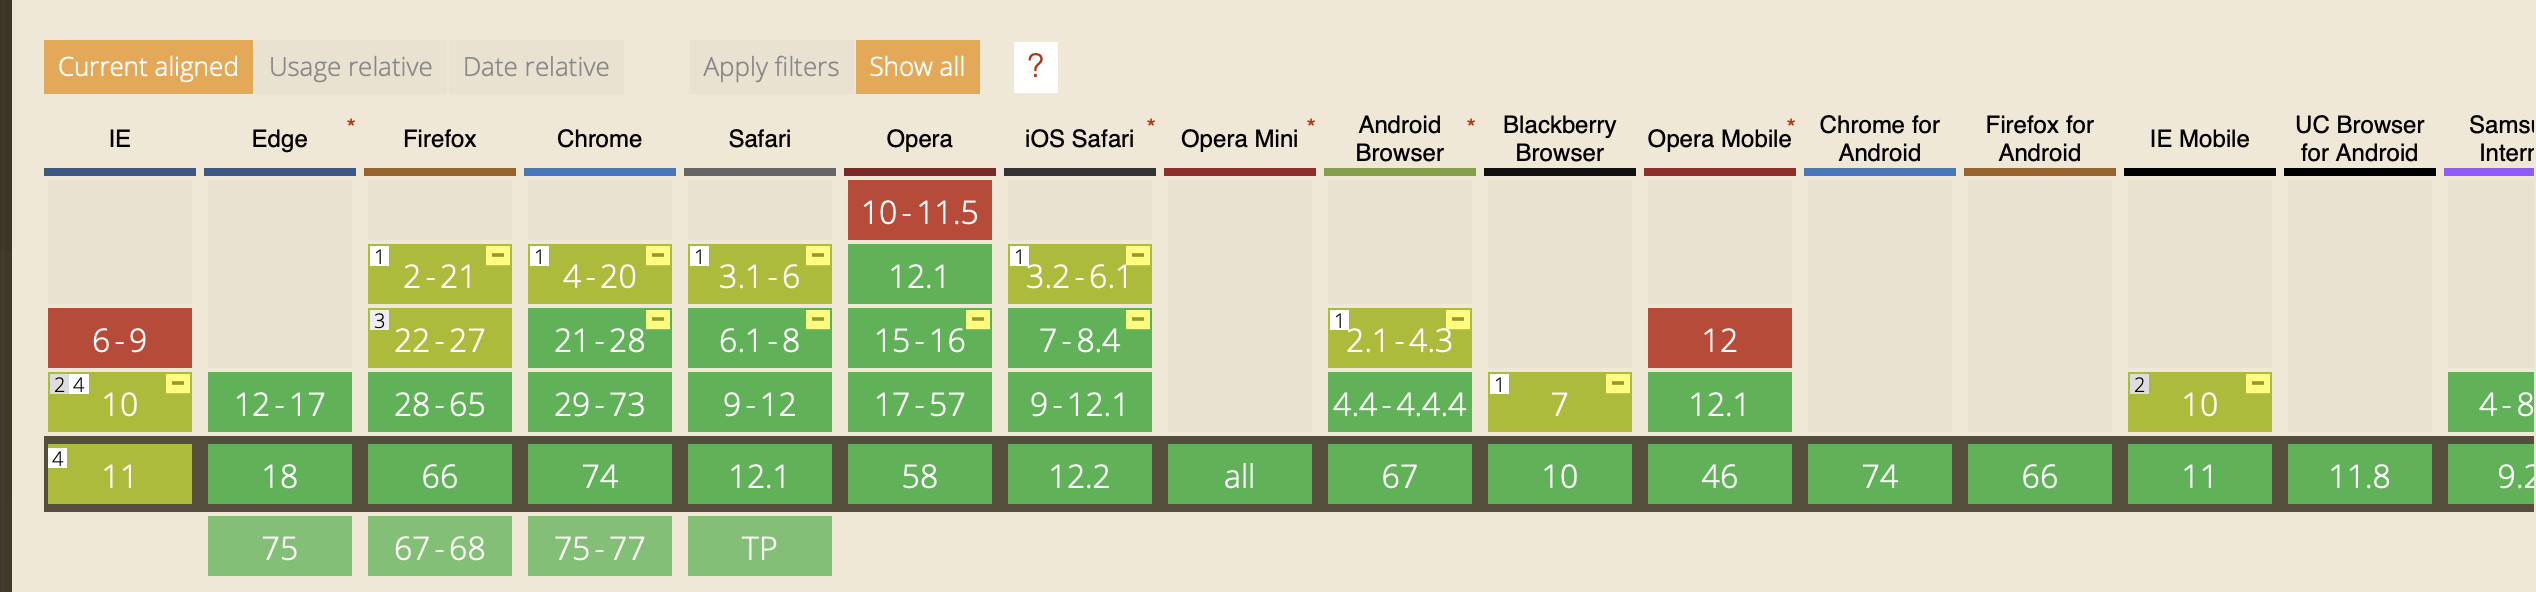 Current aligned Usage relative Date relative Apply filters Show all ?
IE Edge * Firefox Chrome Safari Opera iOS Safari * Opera Mini * Android Browser * Blackberry Browser Opera Mobile * Chrome for Android Firefox for Android IE Mobile UC Browser for Android
10-11.5
1 2-21 1 4-20 1 3.1-6 12.1 1 3.2-6.1
6-9 3 22-27 21-28 6.1-8 15-16 7-8.4 1 2.1-4.3 12
2 4 10 12-17 28-65 29-73 9-12 17-57 9-12.1 4.4-4.4.4 1 7 12.1 2 10 4-8
4 11 18 66 74 12.1 58 12.2 all 67 10 46 74 66 11 11.8 9.2
75 67-68 75-77 TP